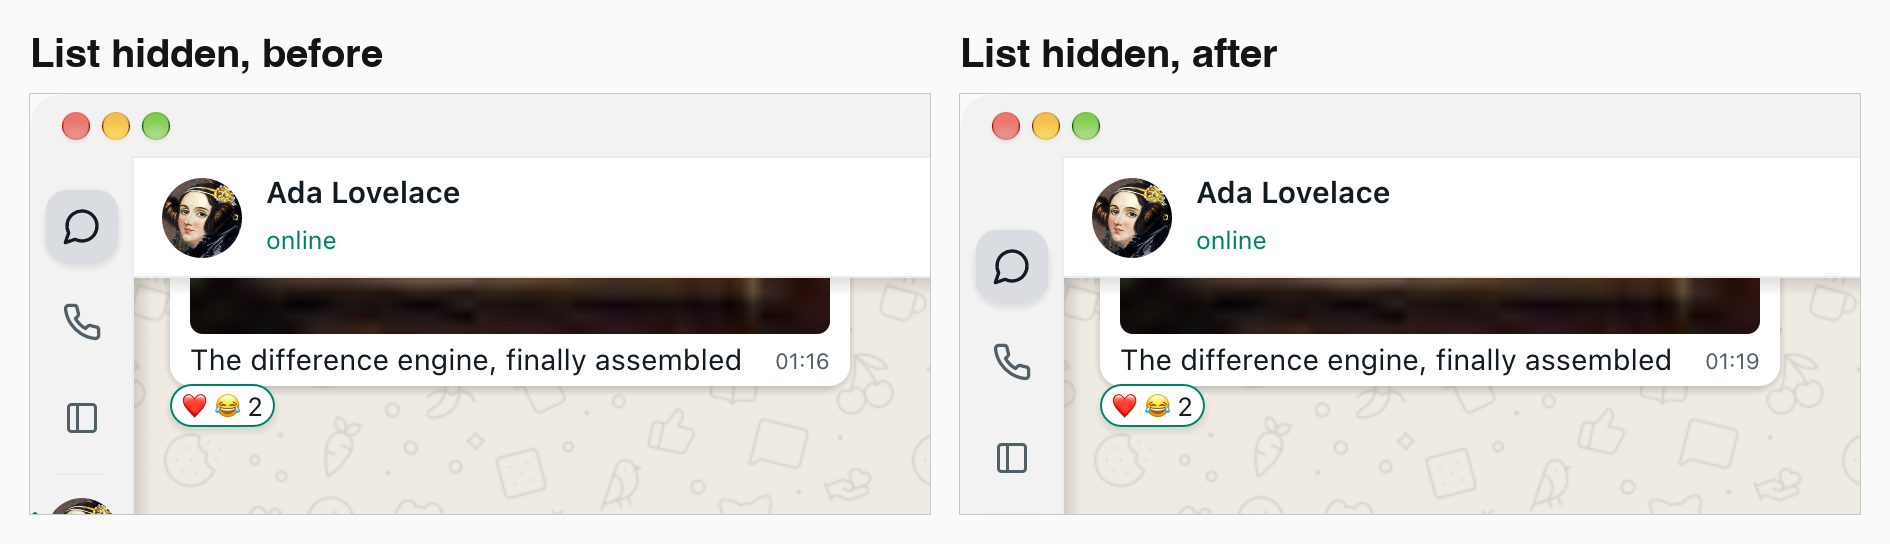 List hidden, before
Ada Lovelace
online
The difference engine, finally assembled 01:16
❤️ 😂 2
List hidden, after
Ada Lovelace
online
The difference engine, finally assembled 01:19
❤️ 😂 2